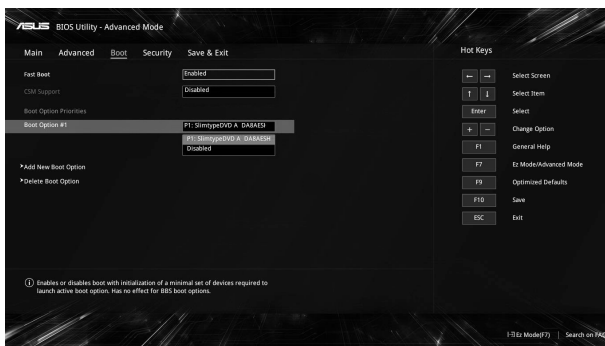 ASUS BIOS Utility - Advanced Mode
Main Advanced Boot Security Save & Exit
Hot Keys
Fast Boot Enabled
CSM Support Disabled
Boot Option Priorities
Boot Option #1 P1: SlimtypeDVD A DA8AESI
P1: SlimtypeDVD A DA8AESH
Disabled
Add New Boot Option
Delete Boot Option
← → Select Screen
↑ ↓ Select Item
Enter Select
+ − Change Option
F1 General Help
F7 Ez Mode/Advanced Mode
F9 Optimized Defaults
F10 Save
ESC Exit
Enables or disables boot with initialization of a minimal set of devices required to
launch active boot option. Has no effect for BBS boot options.
Ez Mode(F7) | Search on FAQ